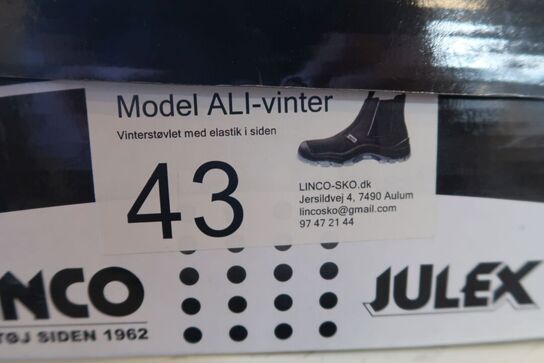 Model ALI-vinter
Vinterstøvlet med elastik i siden
43
LINCO-SKO.dk
Jersildvej 4, 7490 Aulum
lincosko@gmail.com
97 47 21 44
NCO
TØJ SIDEN 1962
JULEX